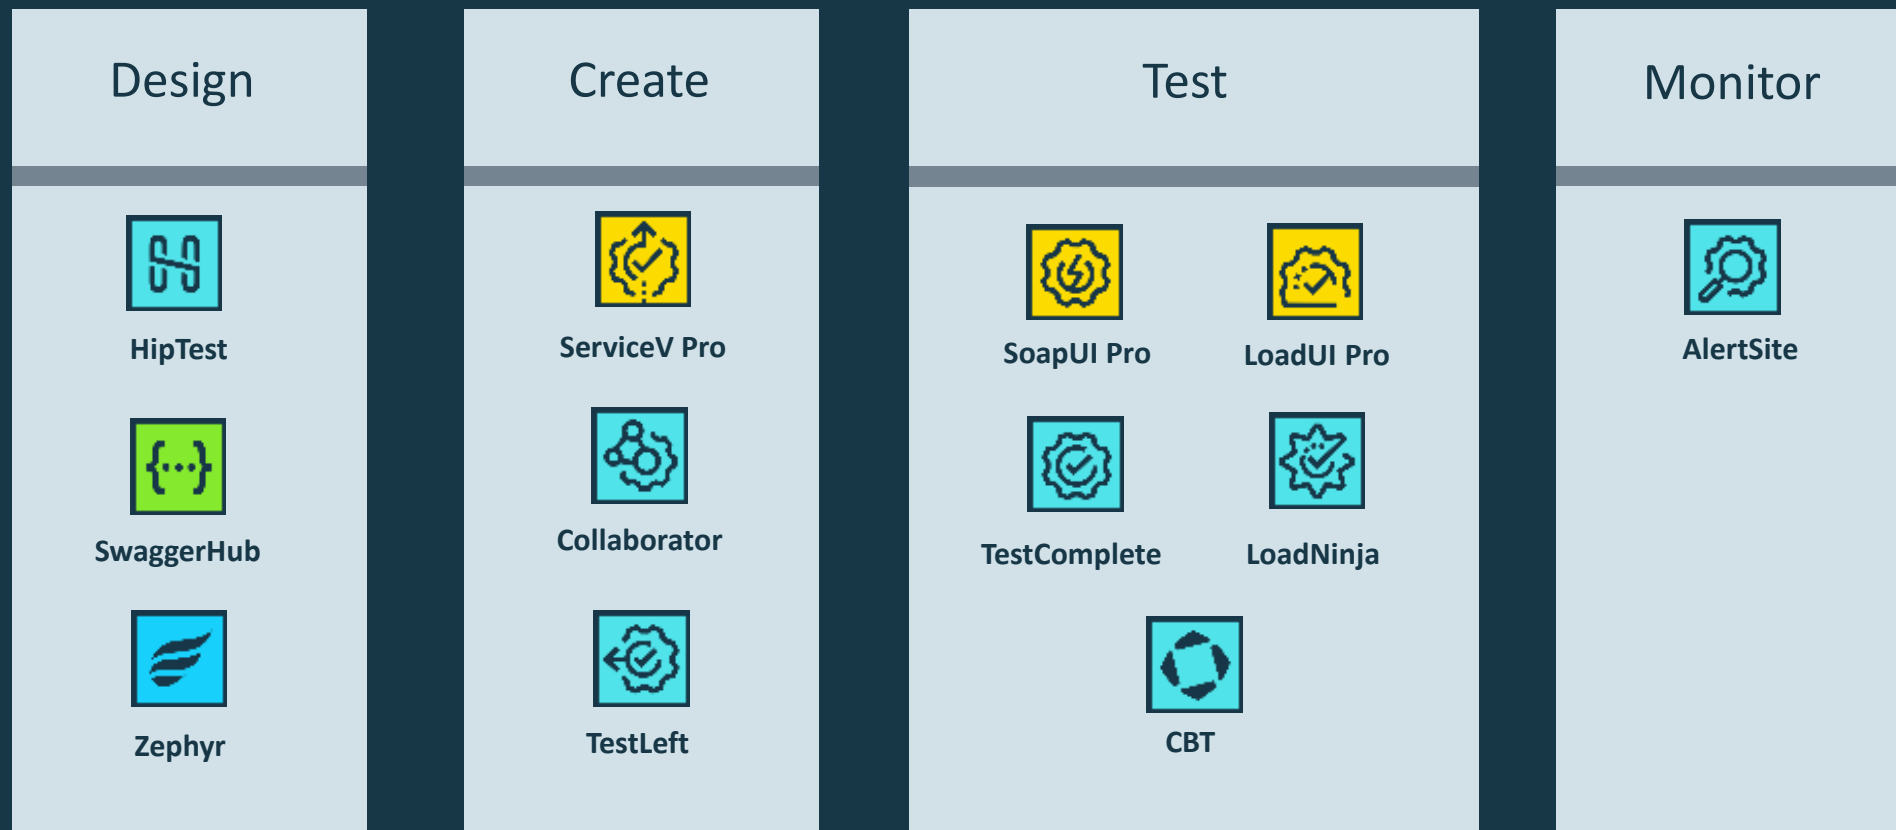 Design
HipTest
SwaggerHub
Zephyr
Create
ServiceV Pro
Collaborator
TestLeft
Test
SoapUI Pro
LoadUI Pro
TestComplete
LoadNinja
CBT
Monitor
AlertSite